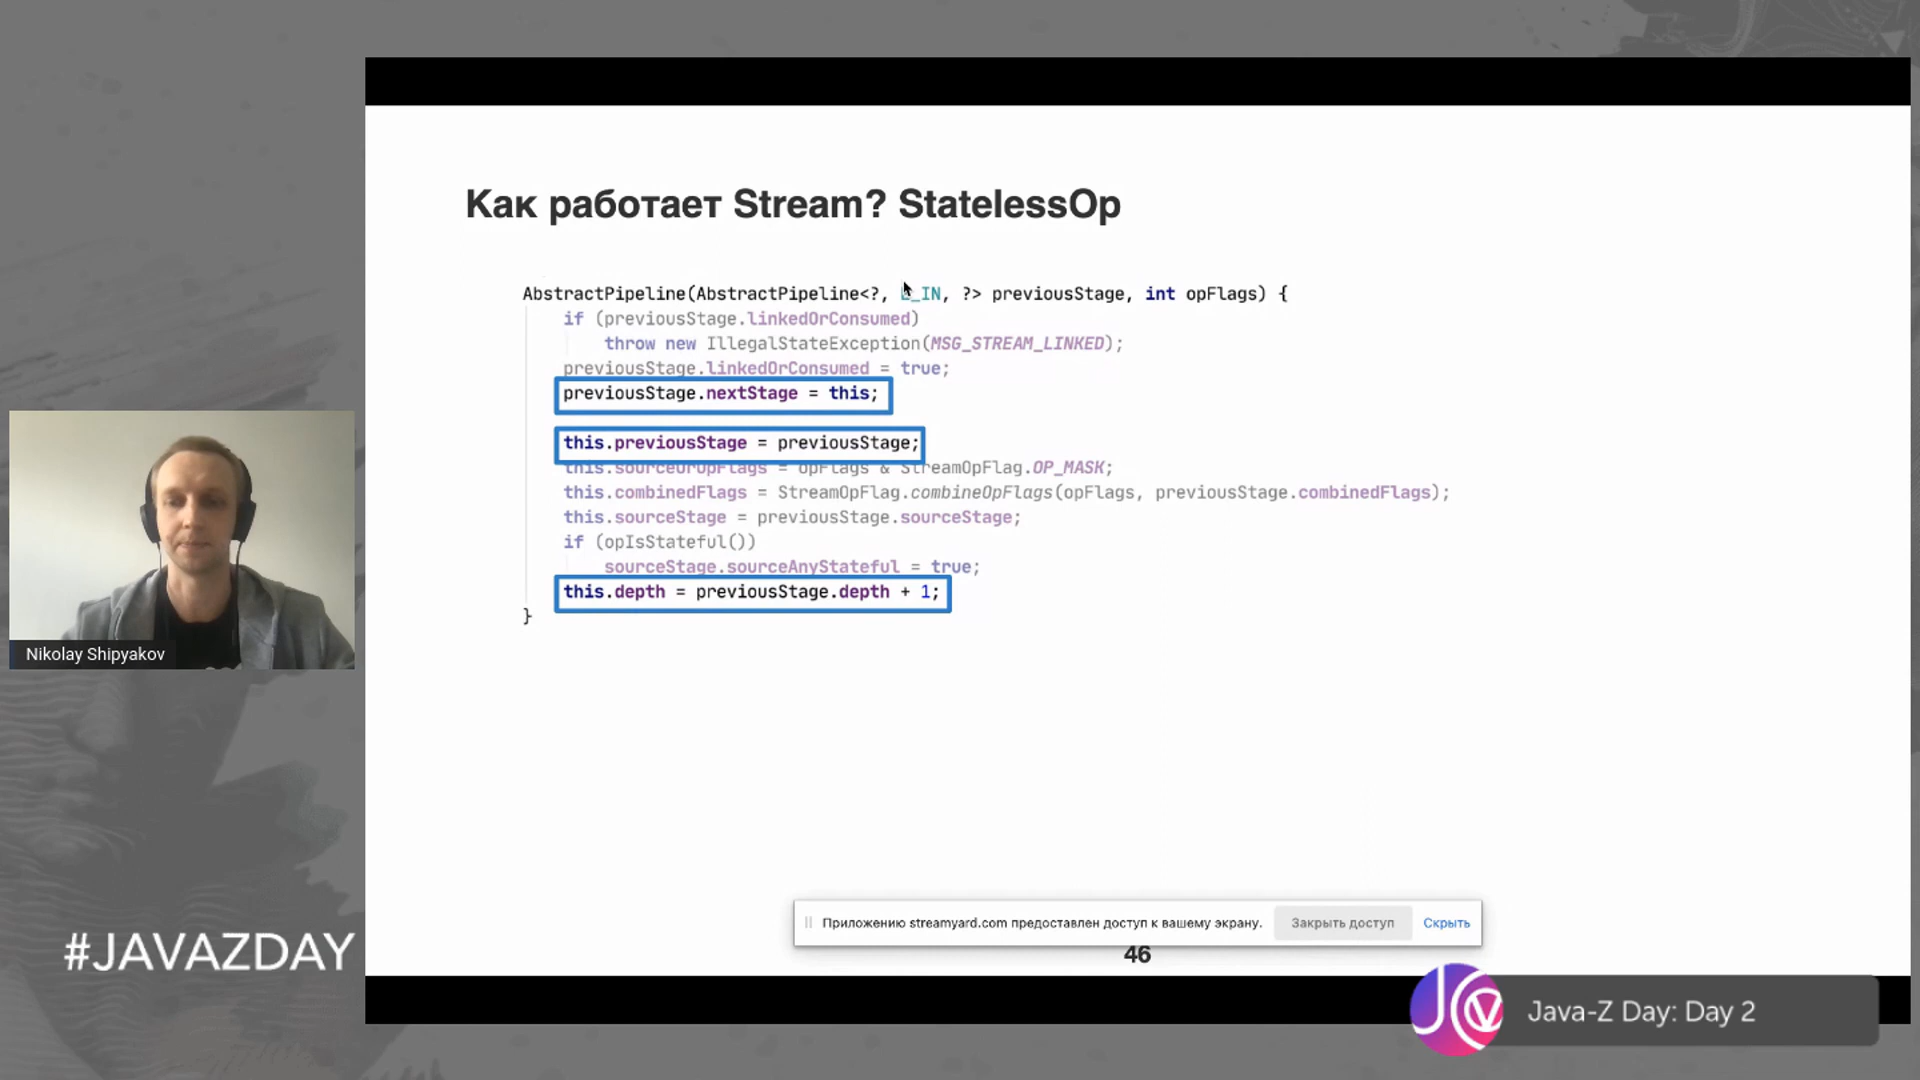 Как работает Stream? StatelessOp
AbstractPipeline(AbstractPipeline<?, E_IN, ?> previousStage, int opFlags) {
if (previousStage.linkedOrConsumed)
throw new IllegalStateException(MSG_STREAM_LINKED);
previousStage.linkedOrConsumed = true;
previousStage.nextStage = this;
this.previousStage = previousStage;
this.sourceOrOpFlags = opFlags & StreamOpFlag.OP_MASK;
this.combinedFlags = StreamOpFlag.combineOpFlags(opFlags, previousStage.combinedFlags);
this.sourceStage = previousStage.sourceStage;
if (opIsStateful())
sourceStage.sourceAnyStateful = true;
this.depth = previousStage.depth + 1;
}
Nikolay Shipyakov
Приложению streamyard.com предоставлен доступ к вашему экрану. Закрыть доступ Скрыть
46
#JAVAZDAY
Java-Z Day: Day 2